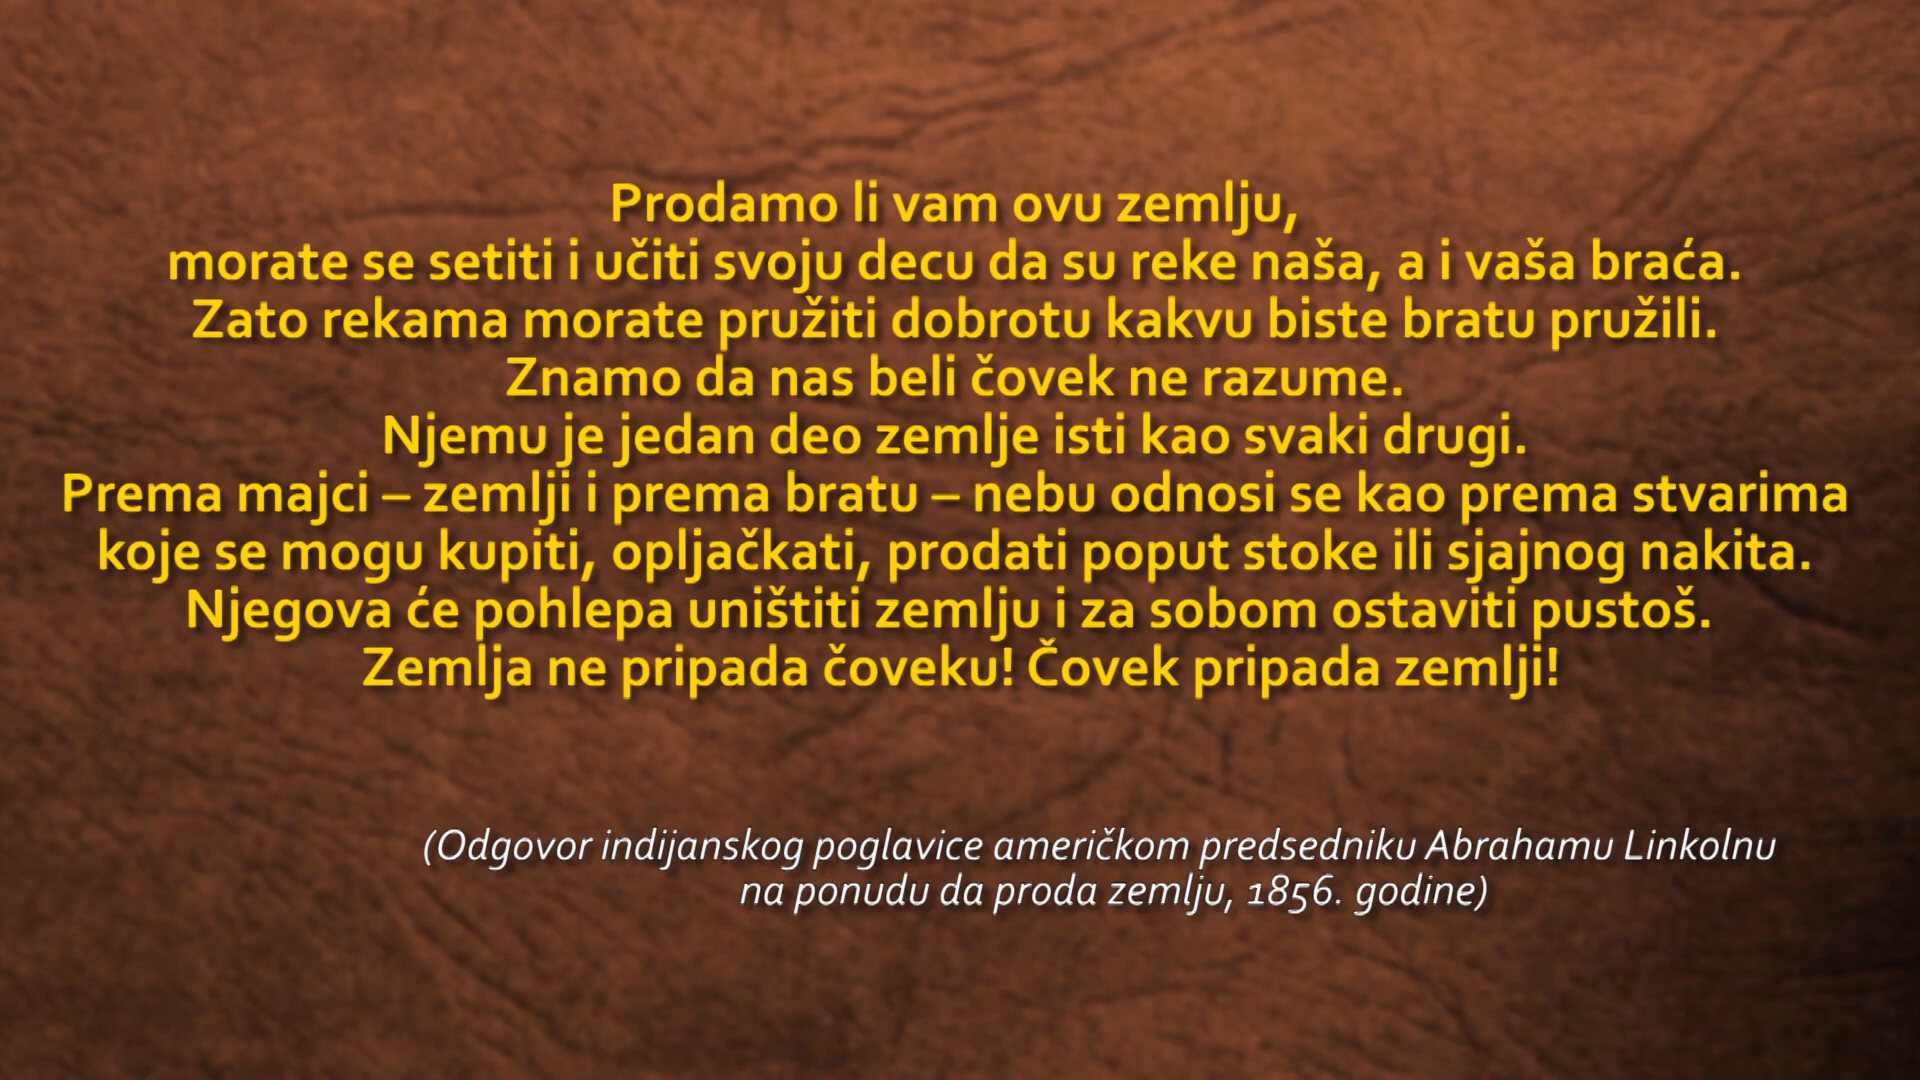 Prodamo li vam ovu zemlju,
morate se setiti i učiti svoju decu da su reke naša, a i vaša braća.
Zato rekama morate pružiti dobrotu kakvu biste bratu pružili.
Znamo da nas beli čovek ne razume.
Njemu je jedan deo zemlje isti kao svaki drugi.
Prema majci – zemlji i prema bratu – nebu odnosi se kao prema stvarima
koje se mogu kupiti, opljačkati, prodati poput stoke ili sjajnog nakita.
Njegova će pohlepa uništiti zemlju i za sobom ostaviti pustoš.
Zemlja ne pripada čoveku! Čovek pripada zemlji!
(Odgovor indijanskog poglavice američkom predsedniku Abrahamu Linkolnu
na ponudu da proda zemlju, 1856. godine)